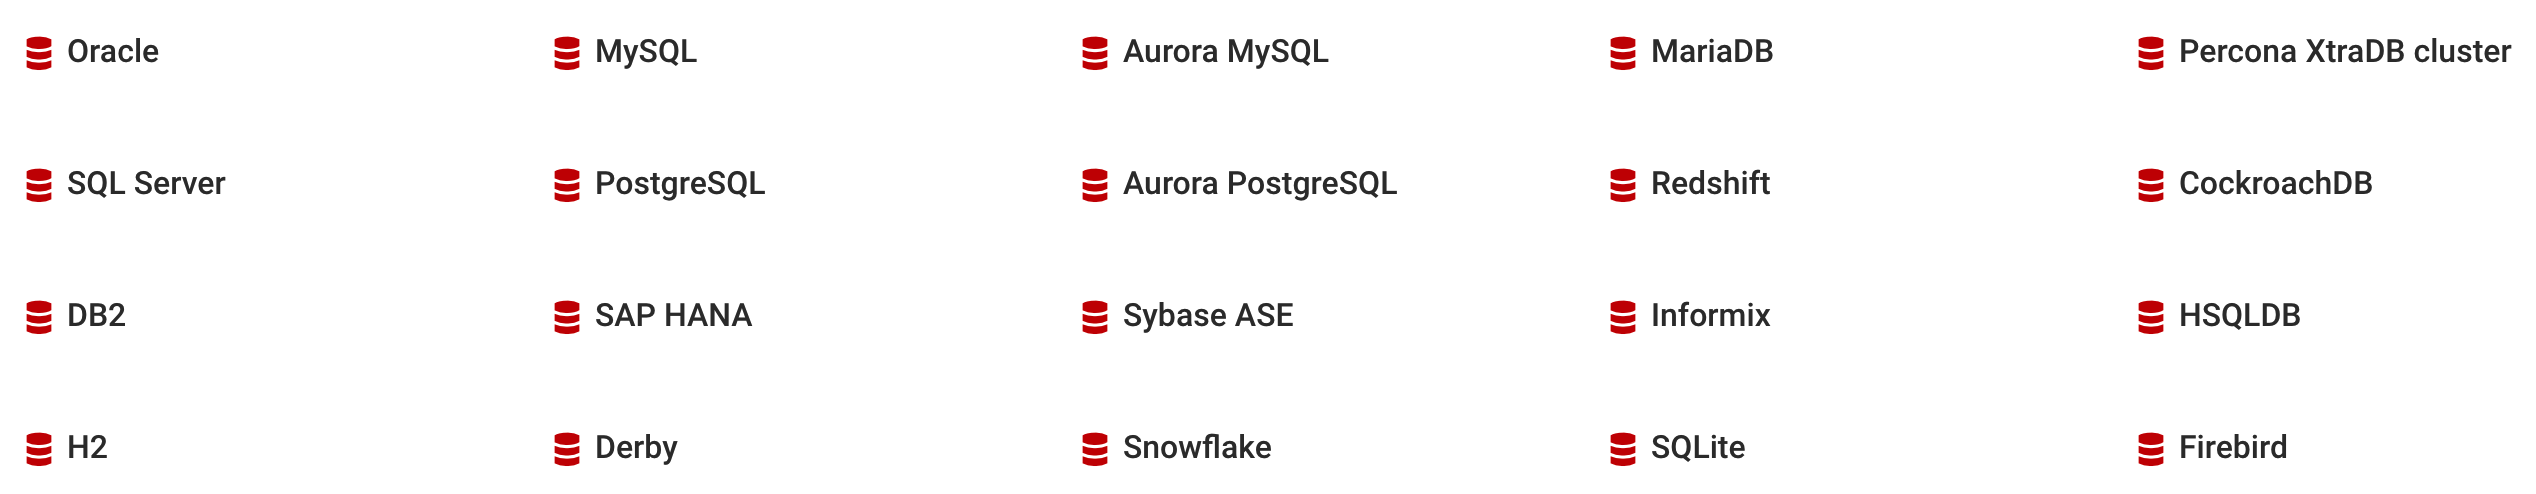 Oracle
MySQL
Aurora MySQL
MariaDB
Percona XtraDB cluster
SQL Server
PostgreSQL
Aurora PostgreSQL
Redshift
CockroachDB
DB2
SAP HANA
Sybase ASE
Informix
HSQLDB
H2
Derby
Snowflake
SQLite
Firebird